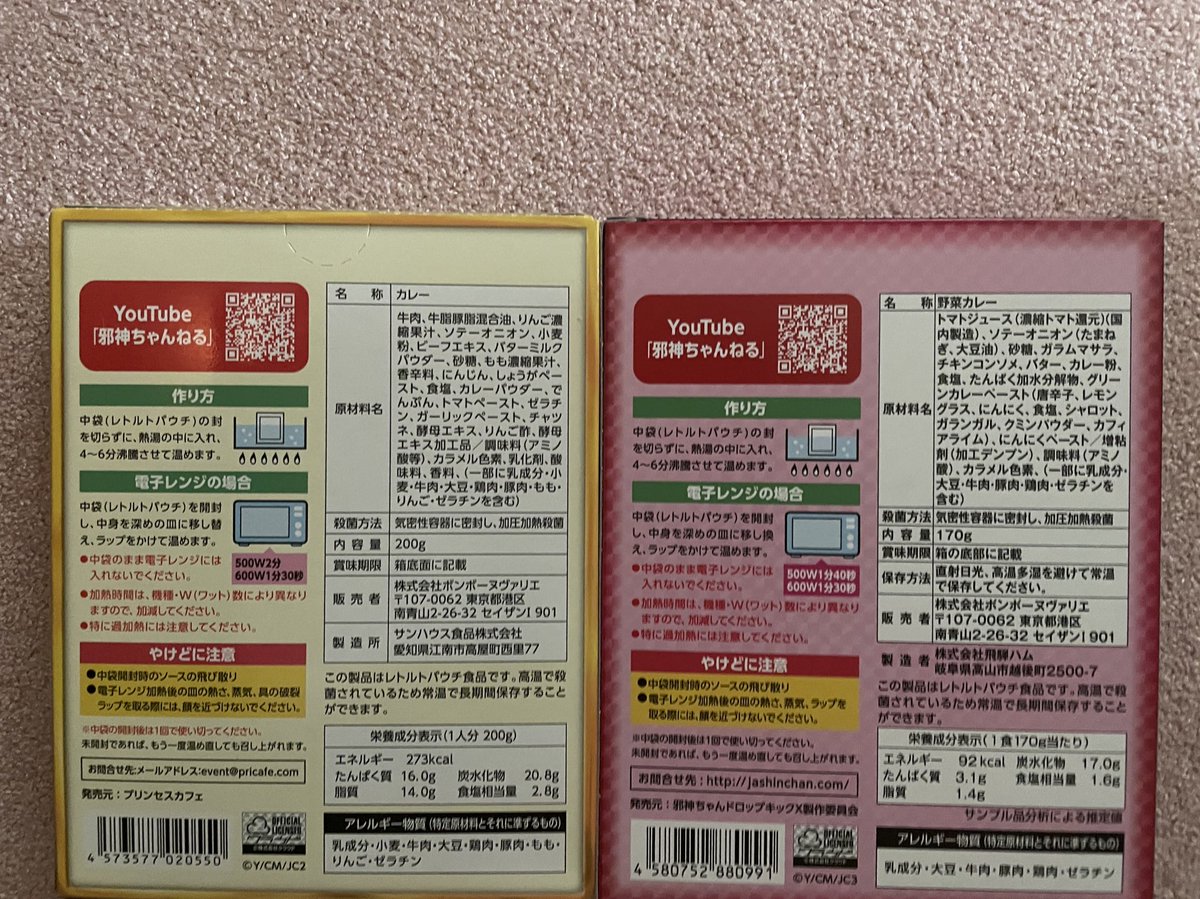 YouTube
「邪神ちゃんねる」
作り方
中袋(レトルトパウチ)の封
を切らずに、熱湯の中に入れ、
4〜6分沸騰させて温めます。
電子レンジの場合
中袋(レトルトパウチ)を開封
し、中身を深めの皿に移し替
え、ラップをかけて温めます。
●中袋のまま電子レンジには
入れないでください。
500W2分
600W1分30秒
●加熱時間は、機種・W(ワット)数により異なり
ますので、加減してください。
●特に過加熱には注意してください。
やけどに注意
●中袋開封時のソースの飛び散り
●電子レンジ加熱後の皿の熱さ、蒸気、具の破裂
ラップを取る際には、顔を近づけないでください。
※中袋の開封後は1回で使い切ってください。
未開封であれば、もう一度温め直しても召し上がれます。
お問合せ先:メールアドレス:event@pricafe.com
発売元:プリンセスカフェ
4 573577 020550
OFFICIAL
LICENSED
©Y/CM/JC2
名 称 カレー
原材料名
牛肉、牛脂豚脂混合油、りんご濃
縮果汁、ソテーオニオン、小麦
粉、ビーフエキス、バターミルク
パウダー、砂糖、もも濃縮果汁、
香辛料、にんじん、しょうがペー
スト、食塩、カレーパウダー、で
んぷん、トマトペースト、ゼラチ
ン、ガーリックペースト、チャツ
ネ、酵母エキス、りんご酢、酵母
エキス加工品/調味料(アミノ
酸等)、カラメル色素、乳化剤、酸
味料、香料、(一部に乳成分・小
麦・牛肉・大豆・鶏肉・豚肉・もも・
りんご・ゼラチンを含む)
殺菌方法 気密性容器に密封し、加圧加熱殺菌
内容量 200g
賞味期限 箱底面に記載
販売者 株式会社ボンボーヌヴァリエ
〒107-0062 東京都港区
南青山2-26-32 セイザンⅠ 901
製造所 サンハウス食品株式会社
愛知県江南市高屋町西里77
この製品はレトルトパウチ食品です。高温で殺
菌されているため常温で長期間保存すること
ができます。
栄養成分表示(1人分 200g)
エネルギー 273kcal
たんぱく質 16.0g 炭水化物 20.8g
脂質 14.0g 食塩相当量 2.8g
アレルギー物質(特定原材料とそれに準ずるもの)
乳成分・小麦・牛肉・大豆・鶏肉・豚肉・もも・
りんご・ゼラチン
YouTube
「邪神ちゃんねる」
作り方
中袋(レトルトパウチ)の封
を切らずに、熱湯の中に入れ、
4〜6分沸騰させて温めます。
電子レンジの場合
中袋(レトルトパウチ)を開封
し、中身を深めの皿に移し換
え、ラップをかけて温めます。
●中袋のまま電子レンジには
入れないでください。
500W1分40秒
600W1分30秒
●加熱時間は、機種・W(ワット)数により異なり
ますので、加減してください。
●特に過加熱には注意してください。
やけどに注意
●中袋開封時のソースの飛び散り
●電子レンジ加熱後の皿の熱さ、蒸気、ラップを
取る際には、顔を近づけないでください。
※中袋の開封後は1回で使い切ってください。
未開封であれば、もう一度温め直しても召し上がれます。
お問合せ先:http://jashinchan.com/
発売元:邪神ちゃんドロップキックX製作委員会
4 580752 880991
OFFICIAL
LICENSED
©Y/CM/JC3
名 称 野菜カレー
原材料名
トマトジュース(濃縮トマト還元)(国
内製造)、ソテーオニオン(たまね
ぎ、大豆油)、砂糖、ガラムマサラ、
チキンコンソメ、バター、カレー粉、
食塩、たんぱく加水分解物、グリー
ンカレーペースト(唐辛子、レモン
グラス、にんにく、食塩、シャロット、
ガランガル、クミンパウダー、カフィ
アライム)、にんにくペースト/増粘
剤(加工デンプン)、調味料(アミノ
酸)、カラメル色素、(一部に乳成分・
大豆・牛肉・豚肉・鶏肉・ゼラチンを
含む)
殺菌方法 気密性容器に密封し、加圧加熱殺菌
内容量 170g
賞味期限 箱の底部に記載
保存方法 直射日光、高温多湿を避けて常温
で保存してください。
販売者 株式会社ボンボーヌヴァリエ
〒107-0062 東京都港区
南青山2-26-32 セイザンⅠ 901
製造者 株式会社飛騨ハム
岐阜県高山市越後町2500-7
この製品はレトルトパウチ食品です。高温で殺
菌されているため常温で長期間保存すること
ができます。
栄養成分表示(1食170g当たり)
エネルギー 92kcal 炭水化物 17.0g
たんぱく質 3.1g 食塩相当量 1.6g
脂質 1.4g
サンプル品分析による推定値
アレルギー物質(特定原材料とそれに準ずるもの)
乳成分・大豆・牛肉・豚肉・鶏肉・ゼラチン